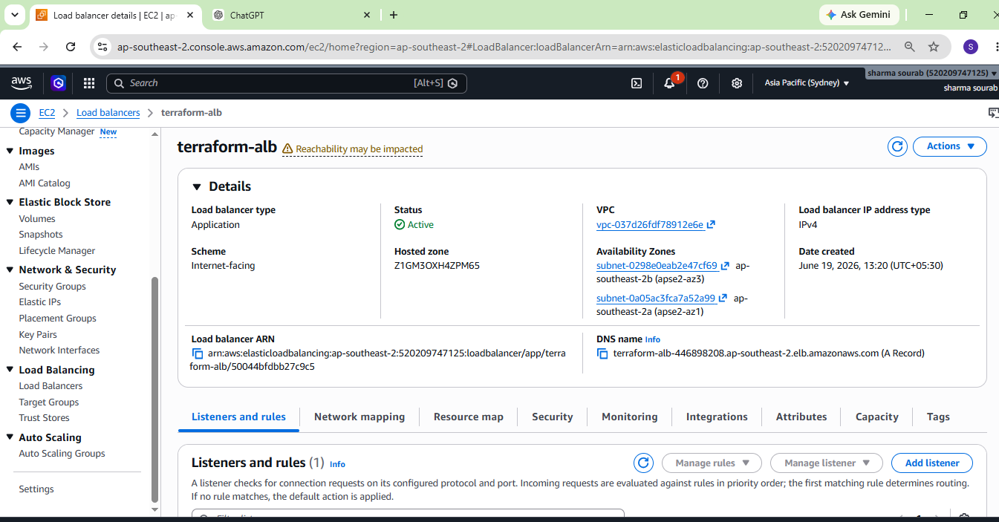 Load balancer details | EC2 | ap-
ChatGPT
Ask Gemini
ap-southeast-2.console.aws.amazon.com/ec2/home?region=ap-southeast-2#LoadBalancer:loadBalancerArn=arn:aws:elasticloadbalancing:ap-southeast-2:52020974712...
S
aws
Search
[Alt+S]
1
Asia Pacific (Sydney)
sharma sourab (520209747125)
sharma sourab
EC2
Load balancers
terraform-alb
Capacity Manager New
Images
AMIs
AMI Catalog
Elastic Block Store
Volumes
Snapshots
Lifecycle Manager
Network & Security
Security Groups
Elastic IPs
Placement Groups
Key Pairs
Network Interfaces
Load Balancing
Load Balancers
Target Groups
Trust Stores
Auto Scaling
Auto Scaling Groups
Settings
terraform-alb
Reachability may be impacted
Actions
Details
Load balancer type
Application
Status
Active
VPC
vpc-037d26fdf78912e6e
Load balancer IP address type
IPv4
Scheme
Internet-facing
Hosted zone
Z1GM3OXH4ZPM65
Availability Zones
subnet-0298e0eab2e47cf69 ap-
southeast-2b (apse2-az3)
subnet-0a05ac3fca7a52a99 ap-
southeast-2a (apse2-az1)
Date created
June 19, 2026, 13:20 (UTC+05:30)
Load balancer ARN
arn:aws:elasticloadbalancing:ap-southeast-2:520209747125:loadbalancer/app/terra
form-alb/50044bfdbb27c9c5
DNS name Info
terraform-alb-446898208.ap-southeast-2.elb.amazonaws.com (A Record)
Listeners and rules
Network mapping
Resource map
Security
Monitoring
Integrations
Attributes
Capacity
Tags
Listeners and rules (1) Info
Manage rules
Manage listener
Add listener
A listener checks for connection requests on its configured protocol and port. Incoming requests are evaluated against rules in priority order; the first matching rule determines routing.
If no rule matches, the default action is applied.